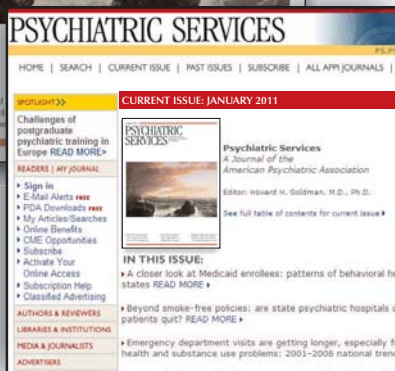 PSYCHIATRIC SERVICES
HOME | SEARCH | CURRENT ISSUE | PAST ISSUES | SUBSCRIBE | ALL APPI JOURNALS |
SPOTLIGHT
Challenges of
postgraduate
psychiatric training in
Europe READ MORE>
READERS | MY JOURNAL
Sign in
E-Mail Alerts FREE
PDA Downloads FREE
My Articles/Searches
Online Benefits
CME Opportunities
Subscribe
Activate Your
Online Access
Subscription Help
Classified Advertising
AUTHORS & REVIEWERS
LIBRARIES & INSTITUTIONS
MEDIA & JOURNALISTS
ADVERTISERS
CURRENT ISSUE: JANUARY 2011
PSYCHIATRIC
SERVICES
Psychiatric Services
A Journal of the
American Psychiatric Association
Editor: Howard H. Goldman, M.D., Ph.D.
See full table of contents for current issue
IN THIS ISSUE:
A closer look at Medicaid enrollees: patterns of behavioral
states READ MORE
Beyond smoke-free policies: are state psychiatric hospitals
patients quit? READ MORE
Emergency department visits are getting longer, especially
health and substance use problems: 2001-2006 national